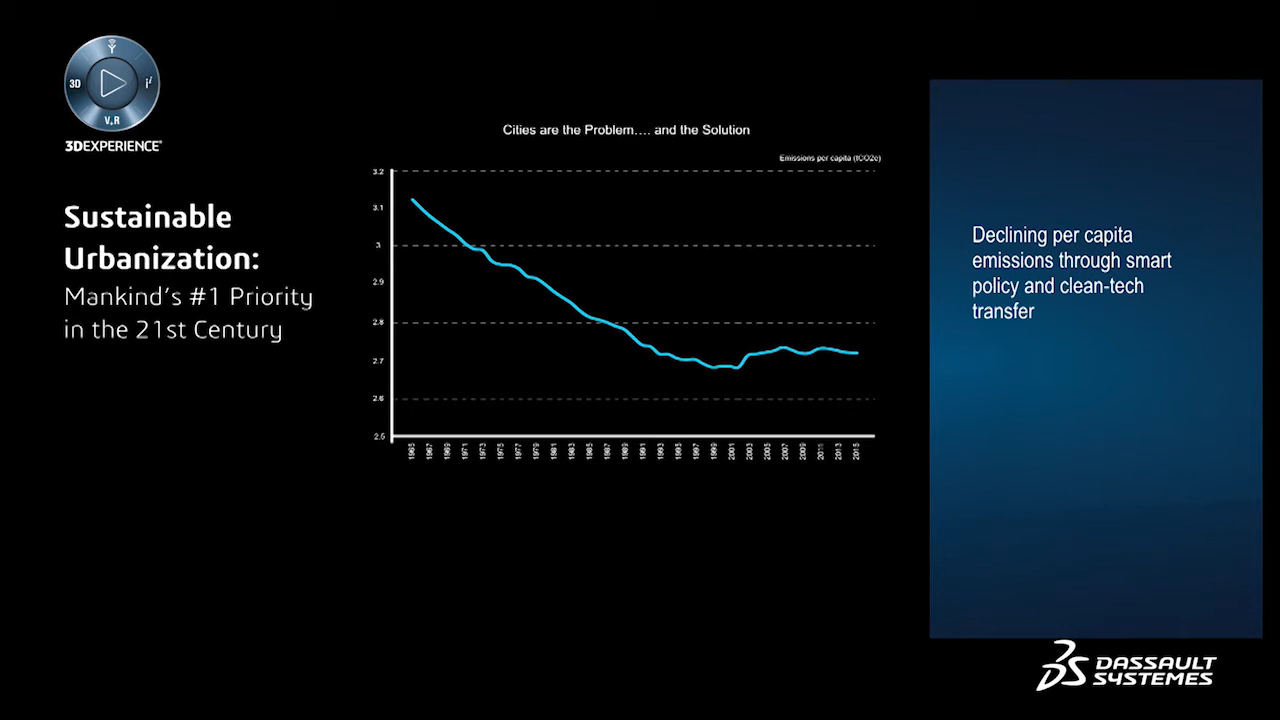 3D
i²
V,R
3DEXPERIENCE®
Sustainable
Urbanization:
Mankind's #1 Priority
in the 21st Century
Cities are the Problem.... and the Solution
Emissions per capita (tCO2e)
3.2
3.1
3
2.9
2.8
2.7
2.6
2.5
1965
1967
1969
1971
1973
1975
1977
1979
1981
1983
1985
1987
1989
1991
1993
1995
1997
1999
2001
2003
2005
2007
2009
2011
2013
2015
Declining per capita
emissions through smart
policy and clean-tech
transfer
DASSAULT
SYSTEMES